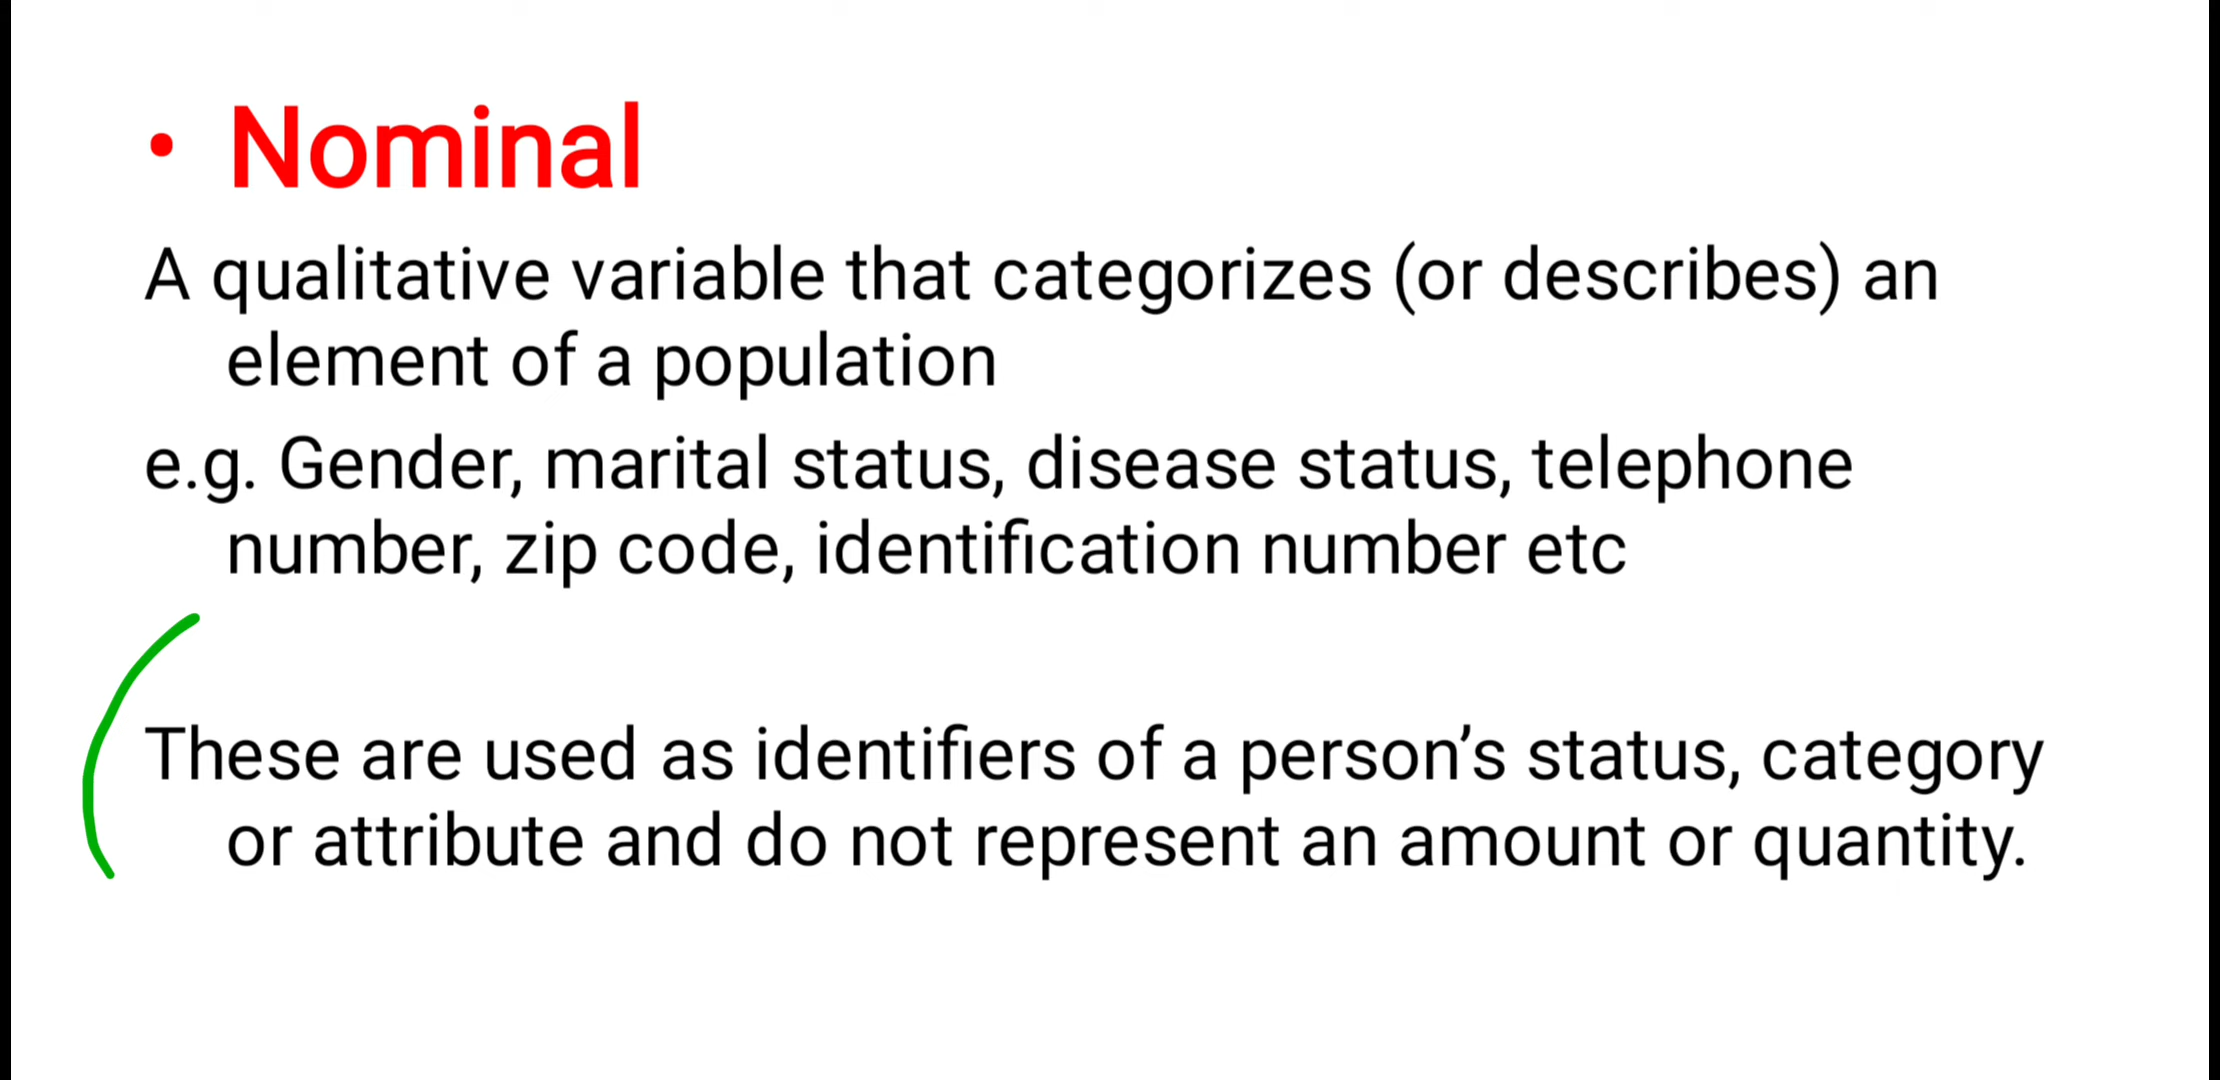 • Nominal
A qualitative variable that categorizes (or describes) an
element of a population
e.g. Gender, marital status, disease status, telephone
number, zip code, identification number etc
These are used as identifiers of a person’s status, category
or attribute and do not represent an amount or quantity.